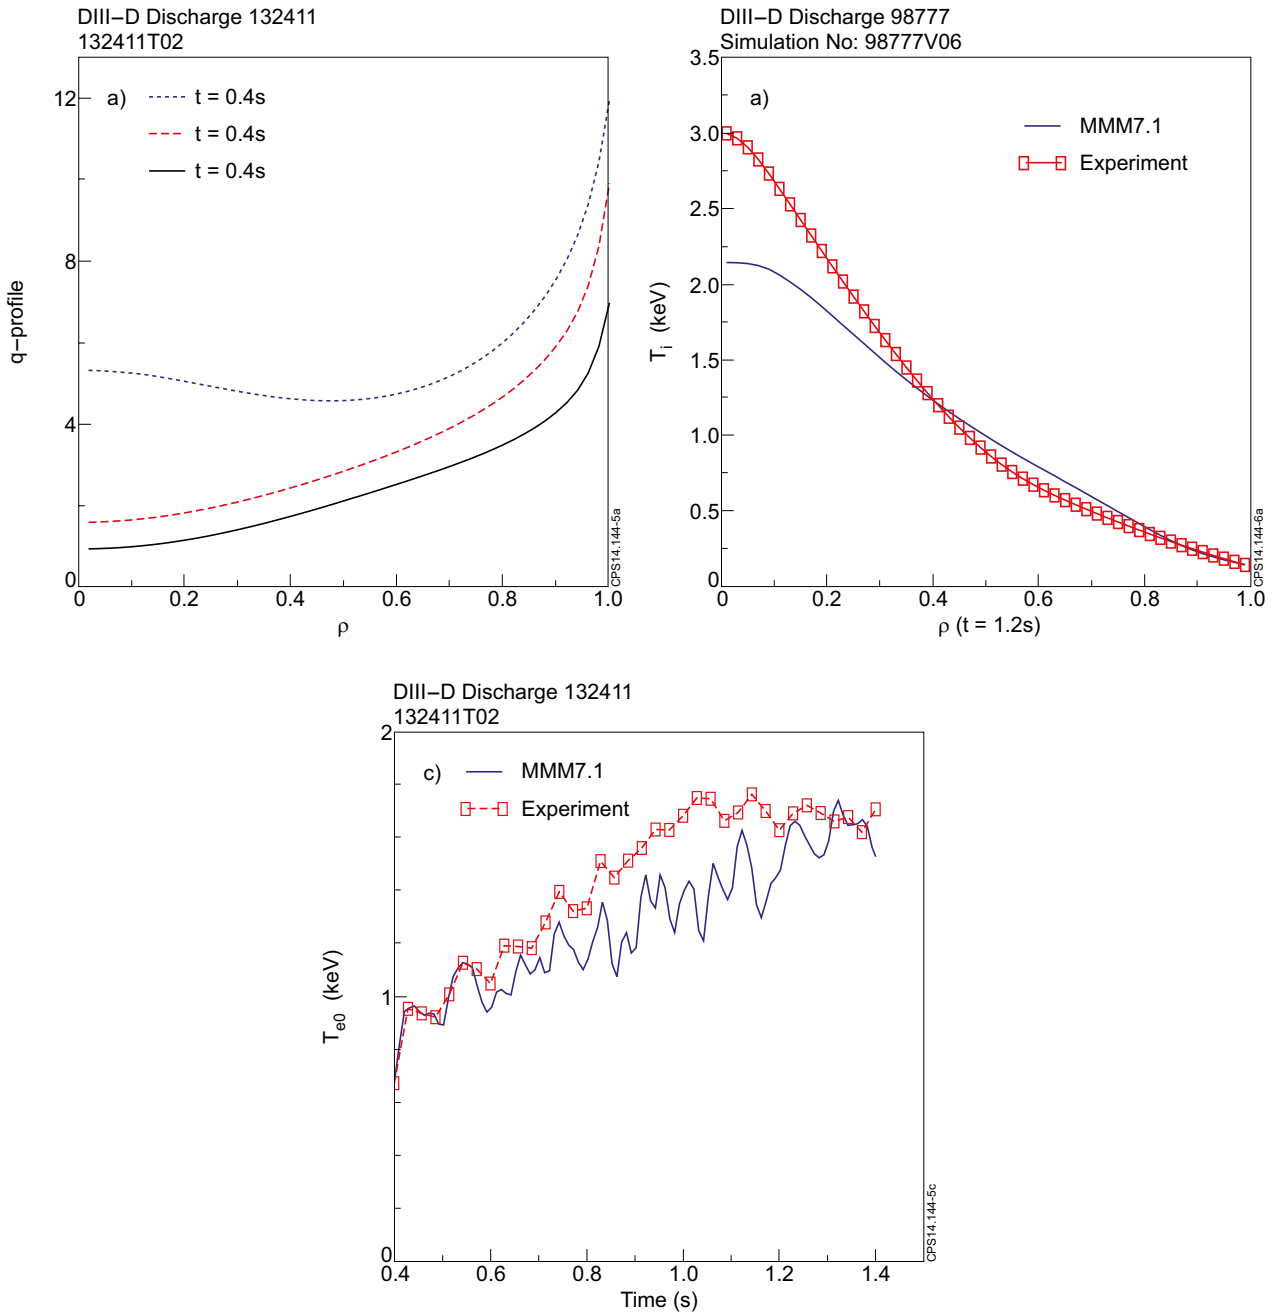 DIII–D Discharge 132411
132411T02
12
8
4
0
a)
t = 0.4s
t = 0.4s
t = 0.4s
q–profile
0
0.2
0.4
0.6
0.8
1.0
ρ
CPS14.144-5a
DIII–D Discharge 98777
Simulation No: 98777V06
3.5
3.0
2.5
2.0
1.5
1.0
0.5
0
a)
MMM7.1
Experiment
Ti (keV)
0
0.2
0.4
0.6
0.8
1.0
ρ (t = 1.2s)
CPS14.144-6a
DIII–D Discharge 132411
132411T02
2
1
0
c)
MMM7.1
Experiment
Te0 (keV)
0.4
0.6
0.8
1.0
1.2
1.4
Time (s)
CPS14.144-5c